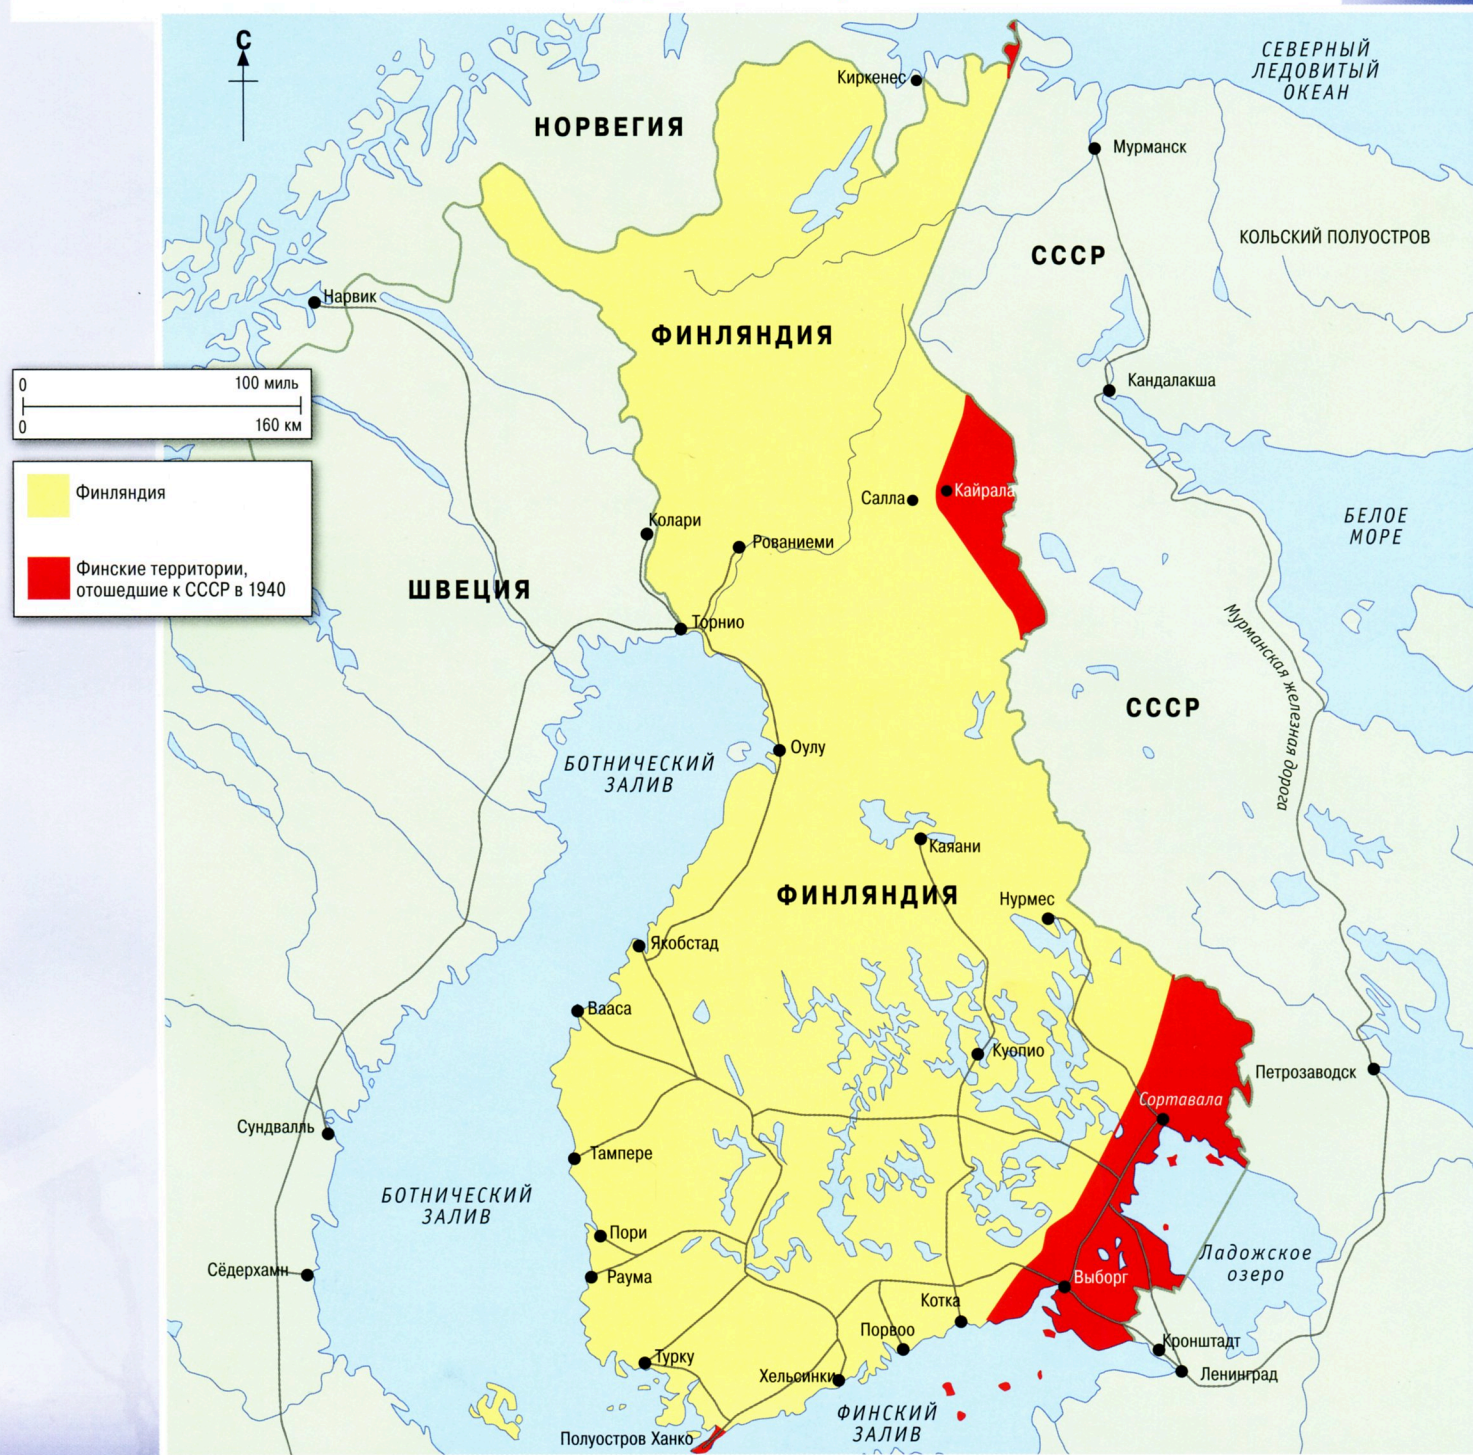 С
СЕВЕРНЫЙ
ЛЕДОВИТЫЙ
ОКЕАН
Киркенес
НОРВЕГИЯ
Мурманск
КОЛЬСКИЙ ПОЛУОСТРОВ
СССР
Нарвик
ФИНЛЯНДИЯ
0 100 миль
0 160 км
Кандалакша
Финляндия
Финские территории,
отошедшие к СССР в 1940
Салла
Кайрала
БЕЛОЕ
МОРЕ
Колари
Рованиеми
ШВЕЦИЯ
Торнио
Мурманская железная дорога
СССР
Оулу
БОТНИЧЕСКИЙ
ЗАЛИВ
Каяани
ФИНЛЯНДИЯ
Нурмес
Якобстад
Вааса
Куопио
Петрозаводск
Сортавала
Сундвалль
Тампере
БОТНИЧЕСКИЙ
ЗАЛИВ
Пори
Ладожское
озеро
Сёдерхамн
Раума
Выборг
Котка
Порвоо
Кронштадт
Турку
Хельсинки
Ленинград
ФИНСКИЙ
ЗАЛИВ
Полуостров Ханко